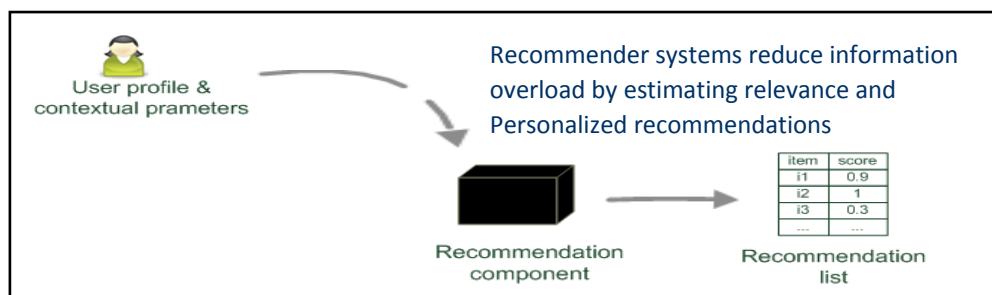 Recommender systems reduce information
overload by estimating relevance and
Personalized recommendations
User profile &
contextual prameters
item score
i1 0.9
i2 1
i3 0.3
... ...
Recommendation
component
Recommendation
list